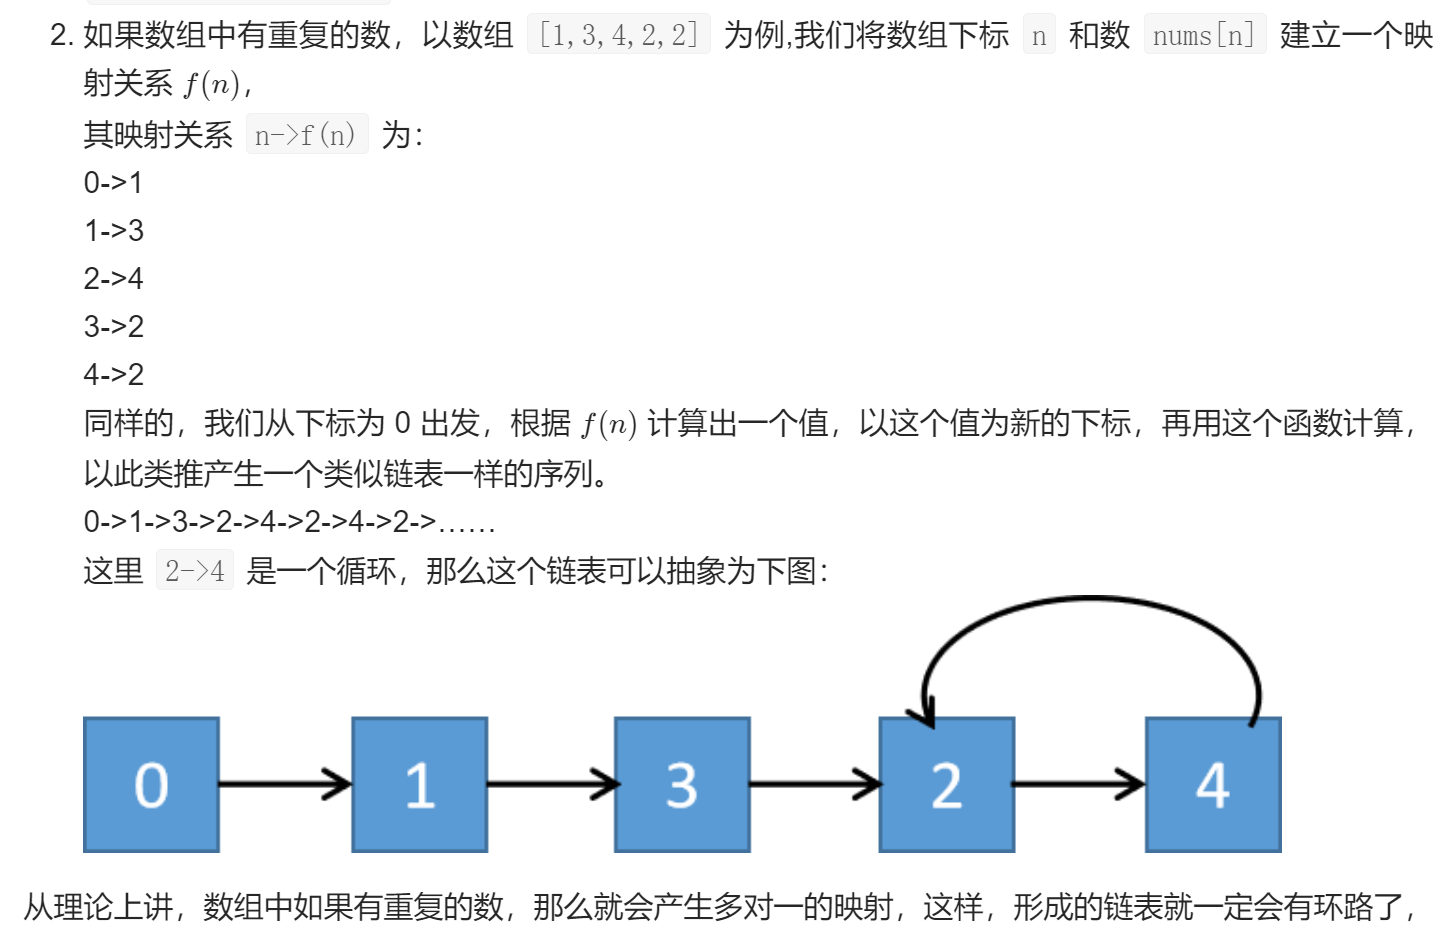 2. 如果数组中有重复的数，以数组 [1,3,4,2,2] 为例,我们将数组下标 n 和数 nums[n] 建立一个映
射关系 f(n)，
其映射关系 n->f(n) 为：
0->1
1->3
2->4
3->2
4->2
同样的，我们从下标为 0 出发，根据 f(n) 计算出一个值，以这个值为新的下标，再用这个函数计算，
以此类推产生一个类似链表一样的序列。
0->1->3->2->4->2->4->2->……
这里 2->4 是一个循环，那么这个链表可以抽象为下图：
0 1 3 2 4
从理论上讲，数组中如果有重复的数，那么就会产生多对一的映射，这样，形成的链表就一定会有环路了，